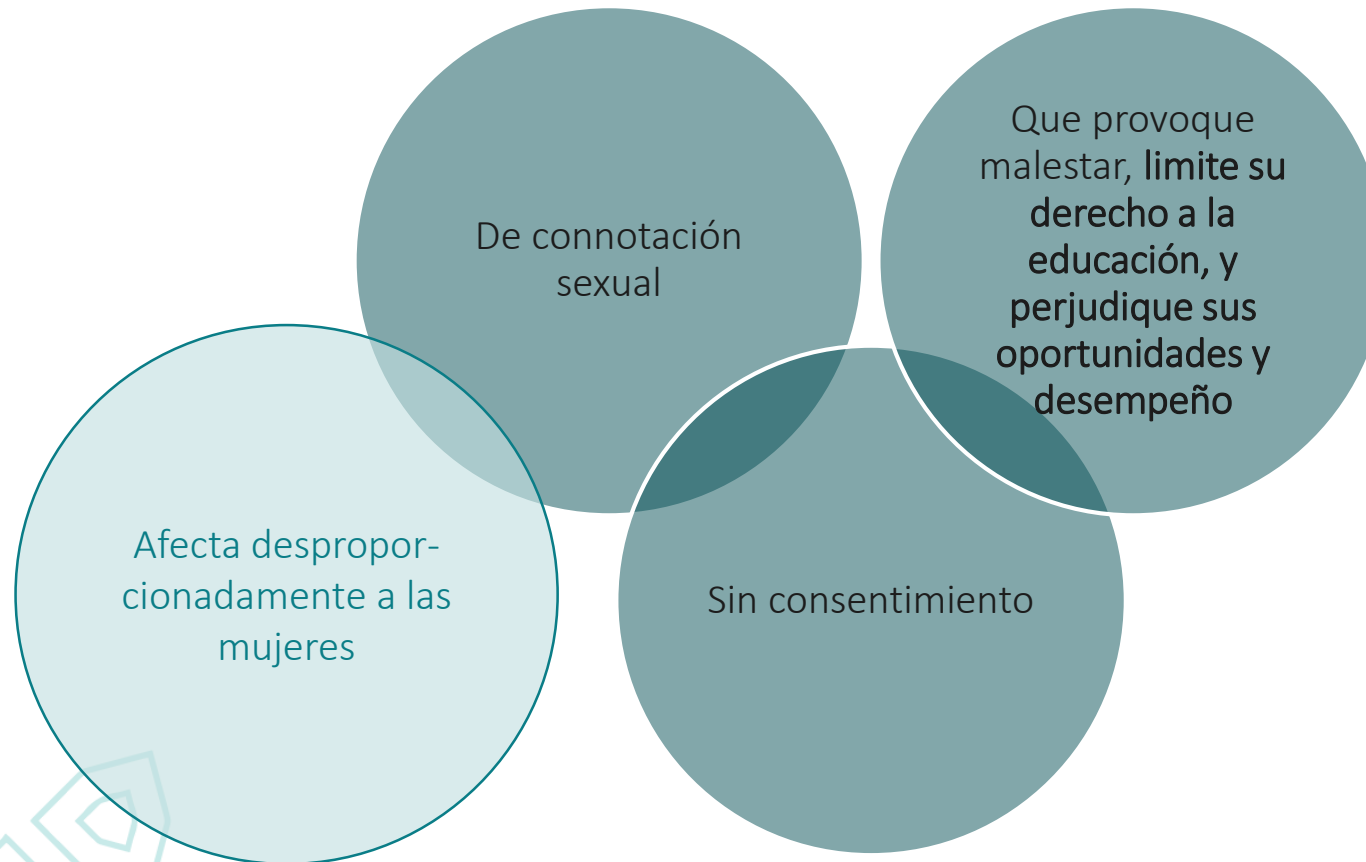 Afecta despropor-
cionadamente a las
mujeres
De connotación
sexual
Sin consentimiento
Que provoque
malestar, limite su
derecho a la
educación, y
perjudique sus
oportunidades y
desempeño